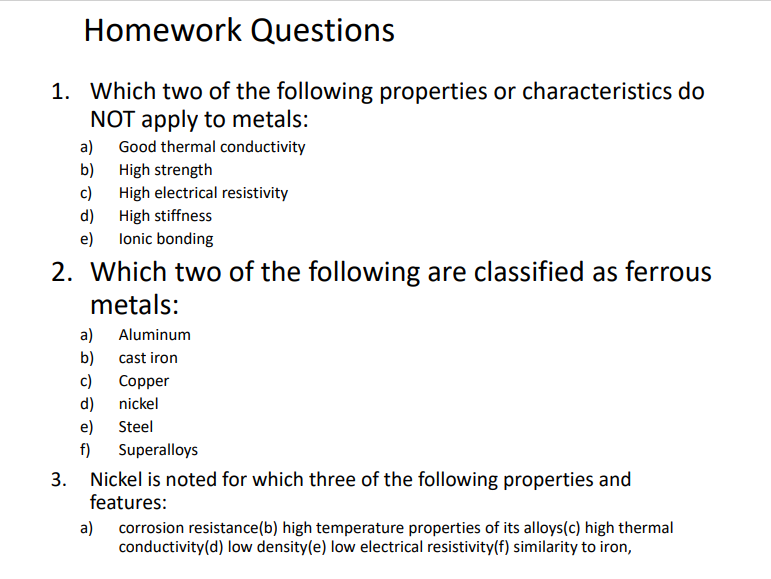 Homework Questions
1. Which two of the following properties or characteristics do
NOT apply to metals:
a) Good thermal conductivity
b) High strength
c) High electrical resistivity
d) High stiffness
e) Ionic bonding
2. Which two of the following are classified as ferrous
metals:
a) Aluminum
b) cast iron
c) Copper
d) nickel
e) Steel
f) Superalloys
3. Nickel is noted for which three of the following properties and
features:
a) corrosion resistance(b) high temperature properties of its alloys(c) high thermal
conductivity(d) low density(e) low electrical resistivity(f) similarity to iron,